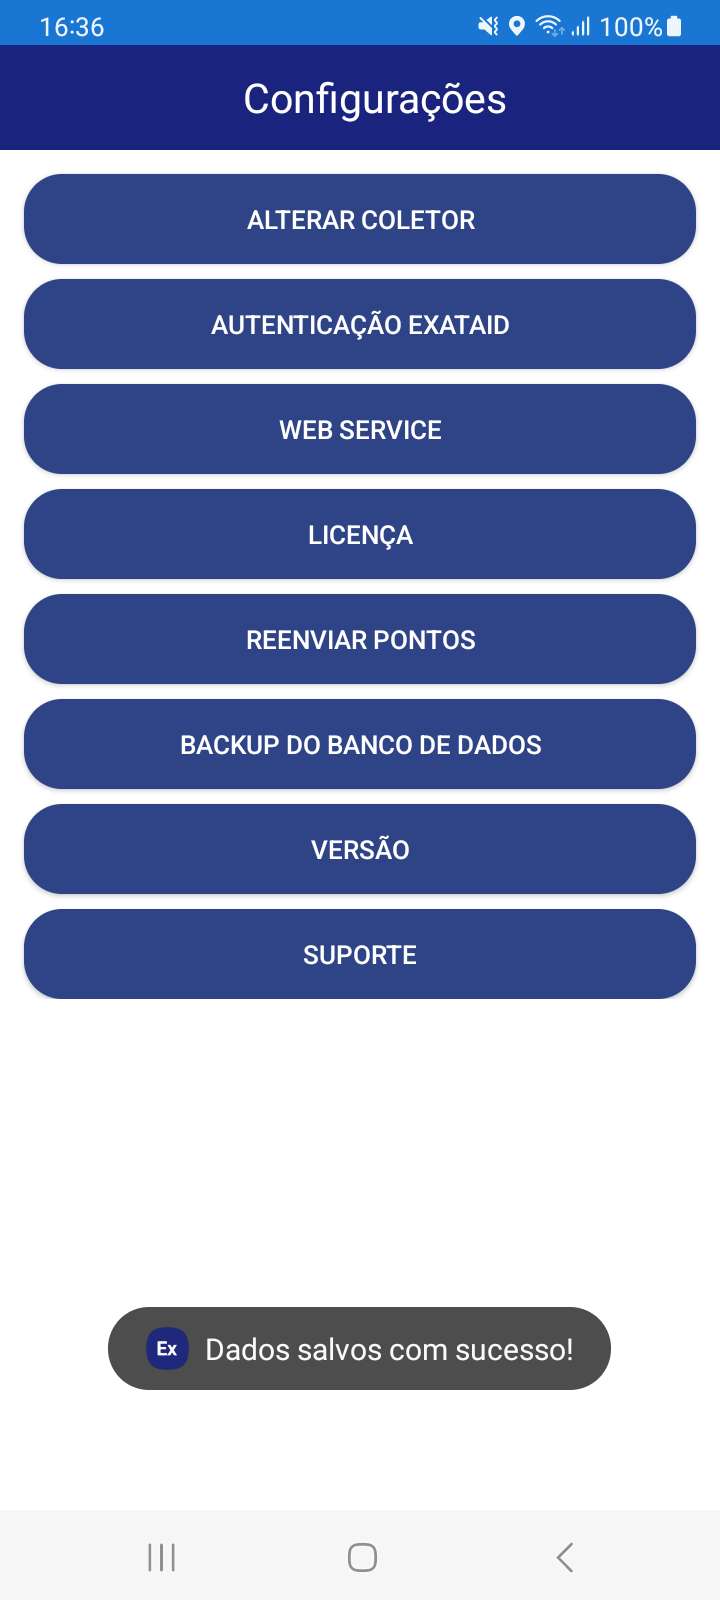 16:36
100%
Configurações
ALTERAR COLETOR
AUTENTICAÇÃO EXATAID
WEB SERVICE
LICENÇA
REENVIAR PONTOS
BACKUP DO BANCO DE DADOS
VERSÃO
SUPORTE
Ex Dados salvos com sucesso!